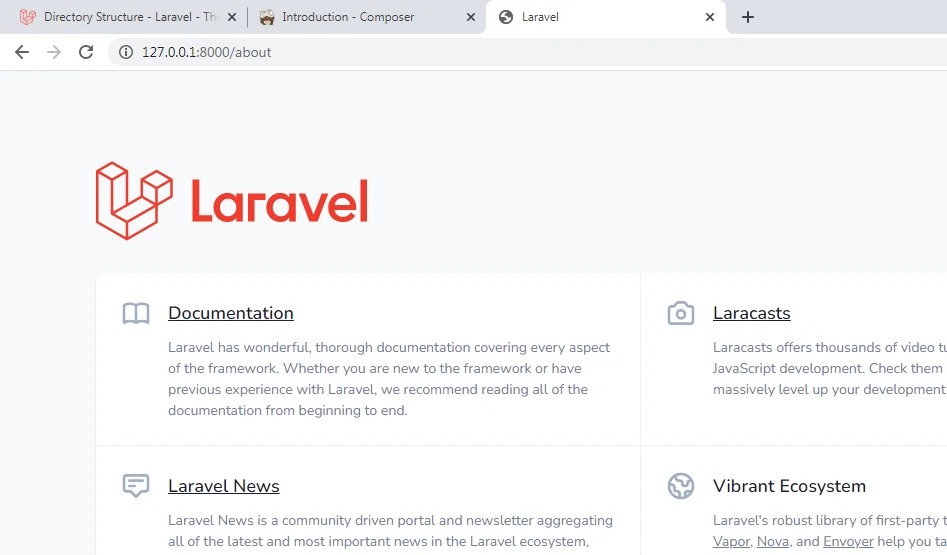 Directory Structure - Laravel - Th
Introduction - Composer
Laravel
127.0.0.1:8000/about
Laravel
Documentation
Laravel has wonderful, thorough documentation covering every aspect
of the framework. Whether you are new to the framework or have
previous experience with Laravel, we recommend reading all of the
documentation from beginning to end.
Laracasts
Laracasts offers thousands of video tu
JavaScript development. Check them
massively level up your development
Laravel News
Laravel News is a community driven portal and newsletter aggregating
all of the latest and most important news in the Laravel ecosystem,
Vibrant Ecosystem
Laravel's robust library of first-party t
Vapor, Nova, and Envoyer help you ta